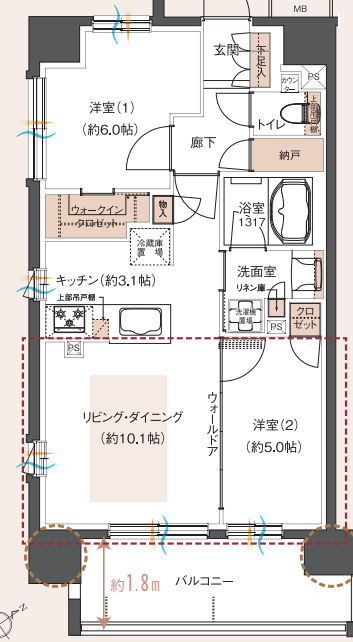 MB
玄関
下足入
洋室(1)
(約6.0帖)
カウンター
PS
上部吊戸棚
トイレ
廊下
納戸
ウォークイン
クロゼット
物入
浴室
1317
冷蔵庫
置場
キッチン(約3.1帖)
洗面室
リネン庫
上部吊戸棚
洗濯機
置場
PS
クロ
ゼット
PS
リビング・ダイニング
(約10.1帖)
ウォールドア
洋室(2)
(約5.0帖)
約1.8m
バルコニー
N